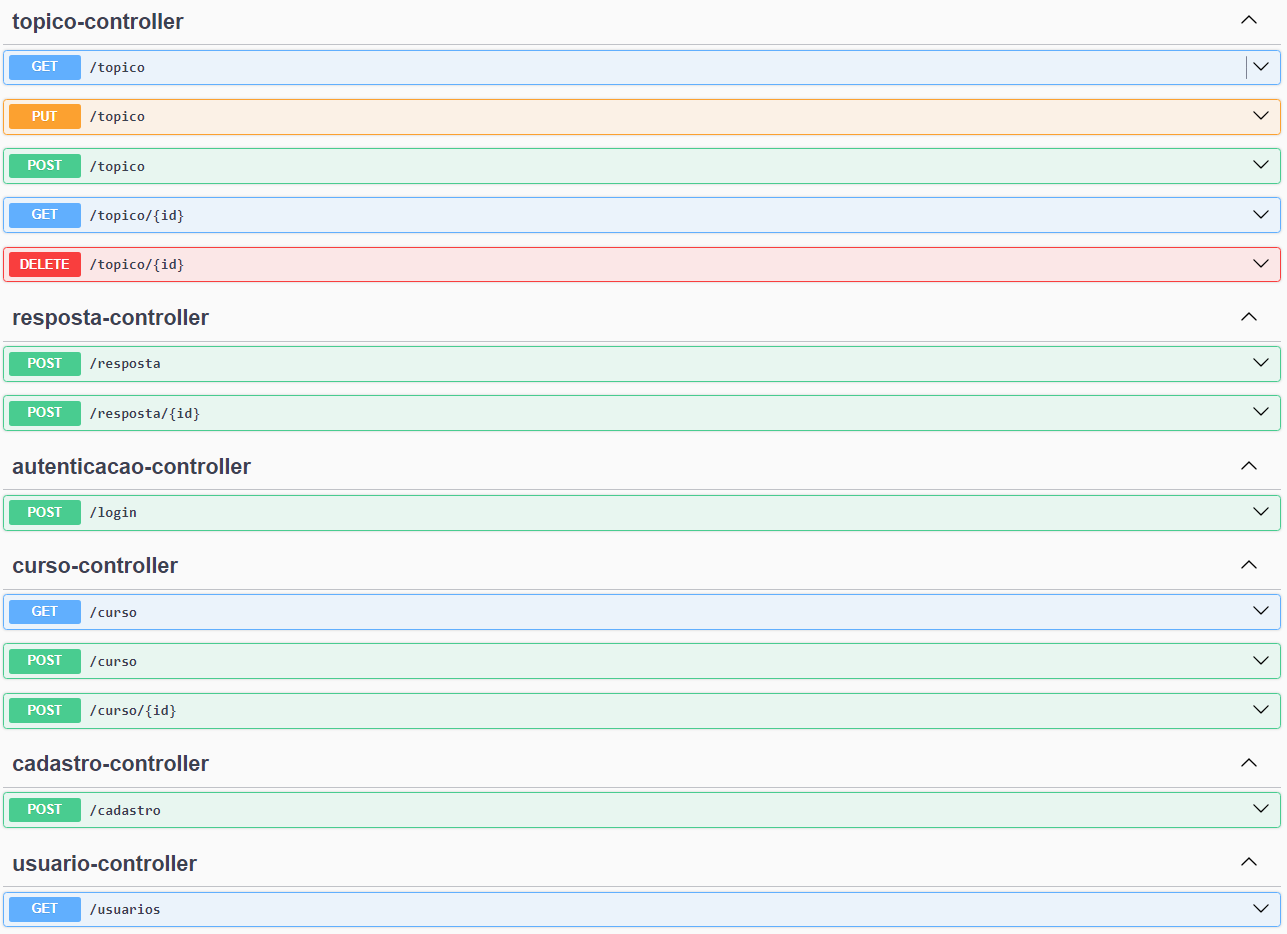 topico-controller
GET /topico
PUT /topico
POST /topico
GET /topico/{id}
DELETE /topico/{id}
resposta-controller
POST /resposta
POST /resposta/{id}
autenticacao-controller
POST /login
curso-controller
GET /curso
POST /curso
POST /curso/{id}
cadastro-controller
POST /cadastro
usuario-controller
GET /usuarios